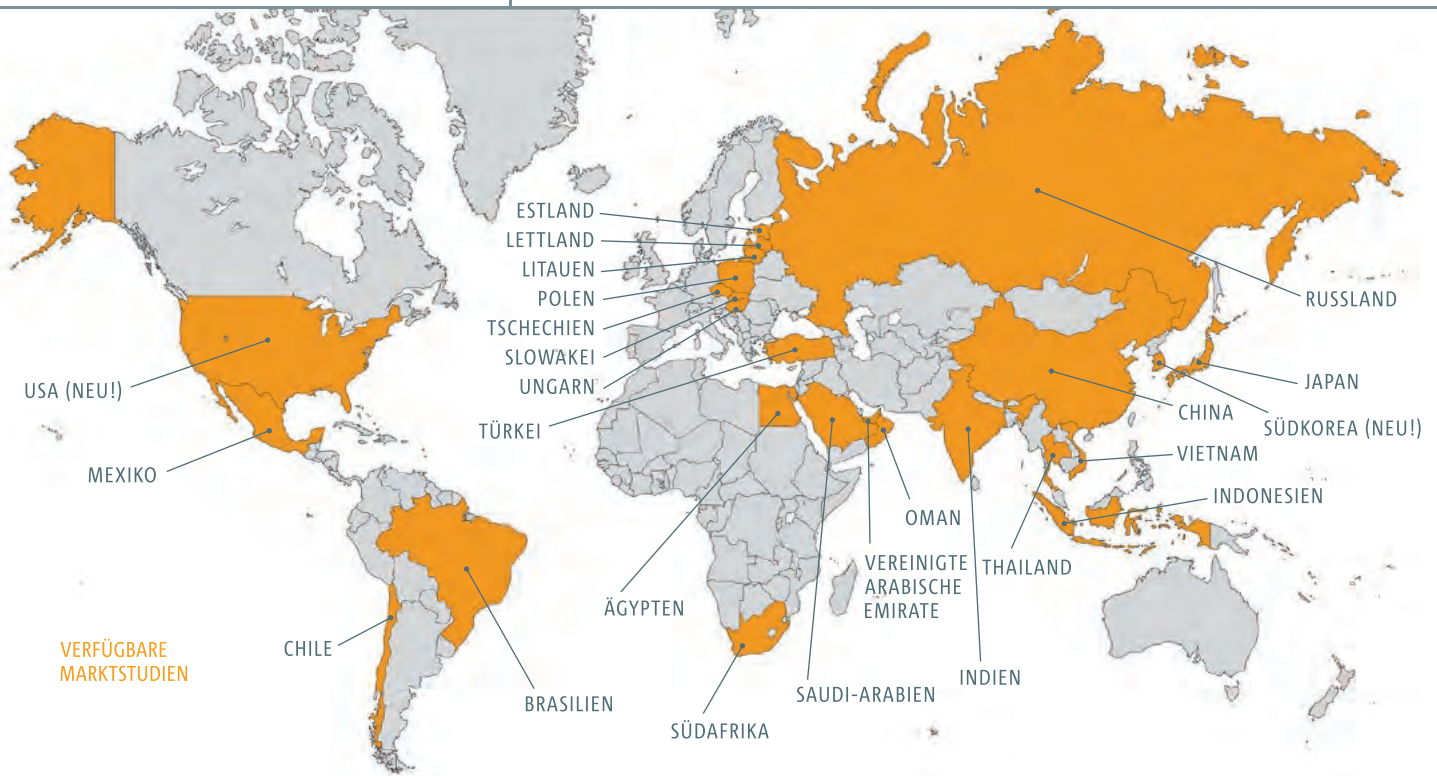 ESTLAND
LETTLAND
LITAUEN
POLEN
TSCHECHIEN
SLOWAKEI
UNGARN
TÜRKEI
USA (NEU!)
MEXIKO
RUSSLAND
JAPAN
CHINA
SÜDKOREA (NEU!)
VIETNAM
INDONESIEN
OMAN
VEREINIGTE
ARABISCHE
EMIRATE
THAILAND
ÄGYPTEN
CHILE
VERFÜGBARE
MARKTSTUDIEN
BRASILIEN
SÜDAFRIKA
SAUDI-ARABIEN
INDIEN